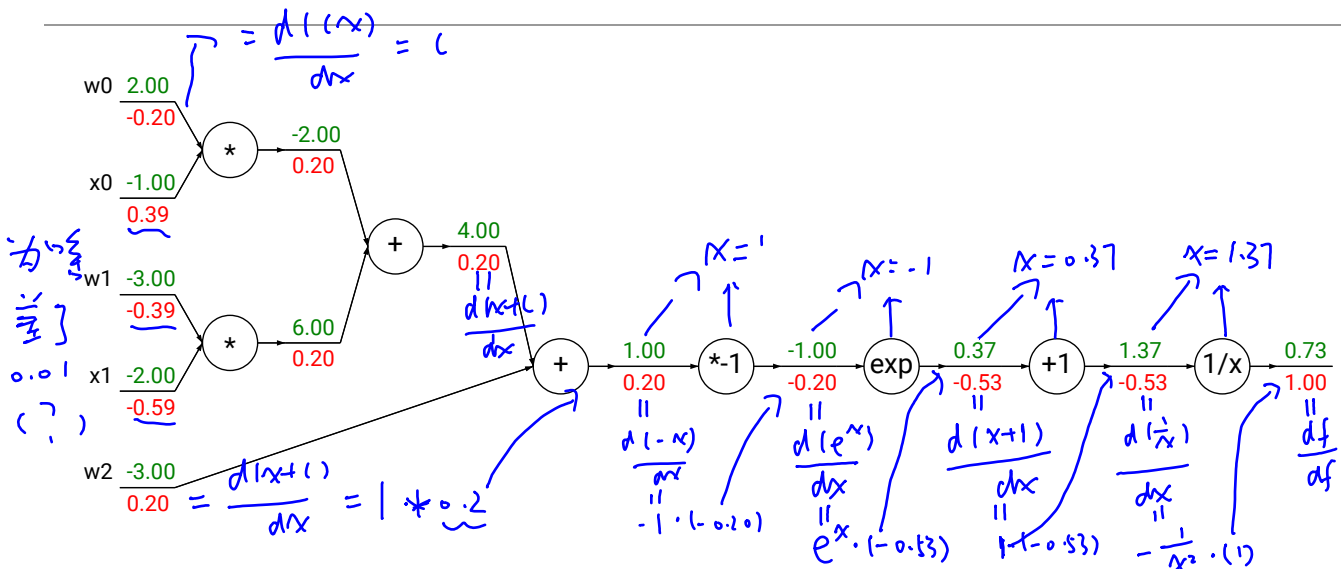 = d(1x) / dx = 1
w0 2.00
-0.20
*
-2.00
0.20
x0 -1.00
0.39
+
4.00
0.20
= d(x+1) / dx
w1 -3.00
-0.39
*
6.00
0.20
x1 -2.00
-0.59
差
0.01
(?)
w2 -3.00
0.20 = d(x+1) / dx = 1 * 0.2
x=1
x=-1
x=0.37
x=1.37
+
1.00
0.20
*-1
-1.00
-0.20
exp
0.37
-0.53
+1
1.37
-0.53
1/x
0.73
1.00
= d(-x) / dx
= -1·(-0.20)
= d(e^x) / dx
= e^x·(-0.53)
= d(x+1) / dx
= 1·(-0.53)
= d(1/x) / dx
= -1/x²·(1)
= df / df